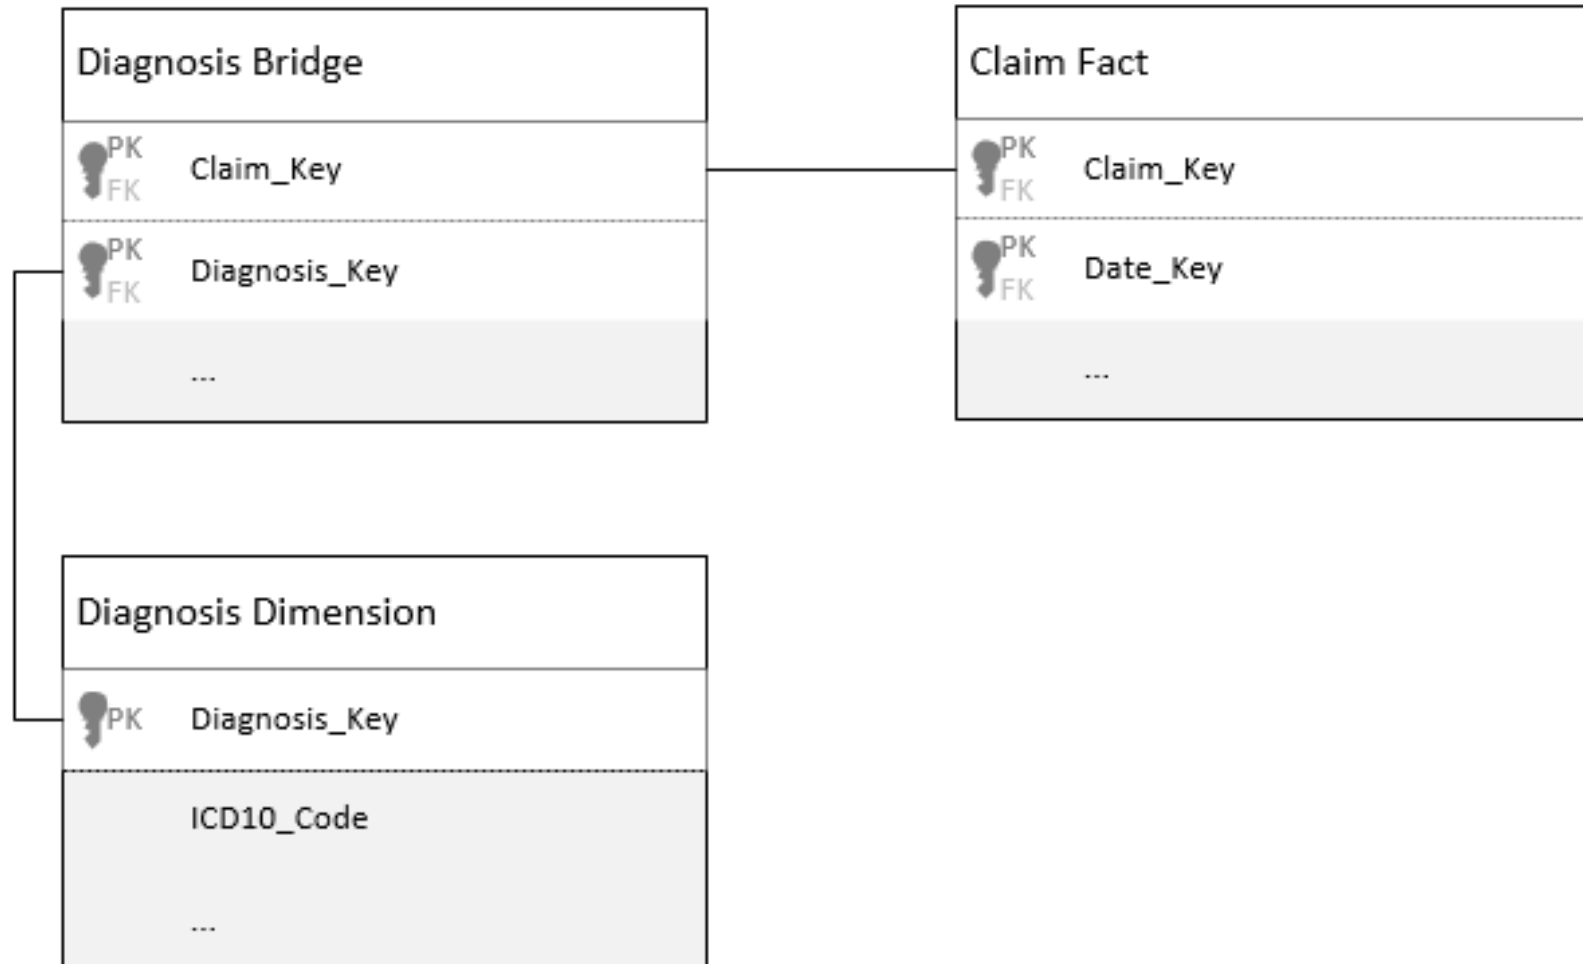 Diagnosis Bridge
PK
FK
Claim_Key
PK
FK
Diagnosis_Key
...
Claim Fact
PK
FK
Claim_Key
PK
FK
Date_Key
...
Diagnosis Dimension
PK
Diagnosis_Key
ICD10_Code
...